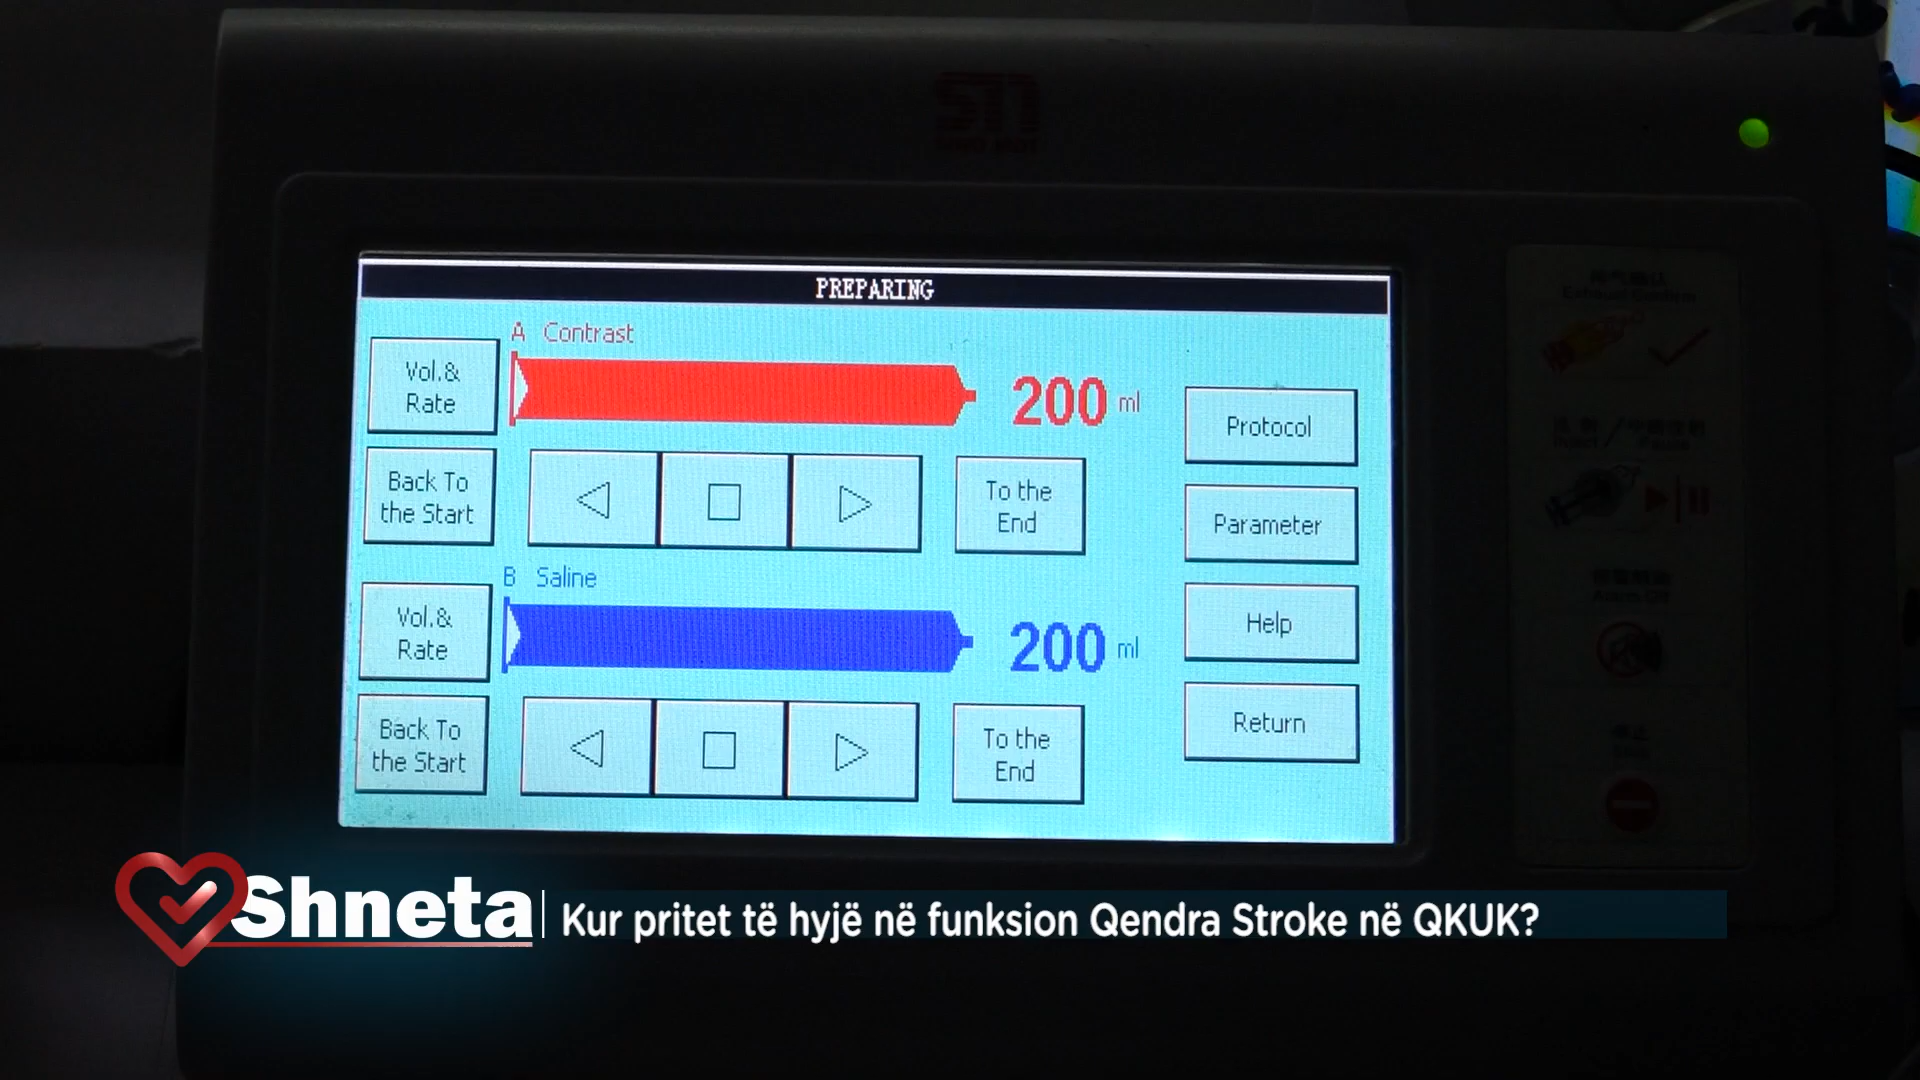 PREPARING
A Contrast
Vol.&
Rate
200 ml
Protocol
Back To
the Start
To the
End
Parameter
B Saline
Vol.&
Rate
200 ml
Help
Back To
the Start
To the
End
Return
Shneta
Kur pritet të hyjë në funksion Qendra Stroke në QKUK?